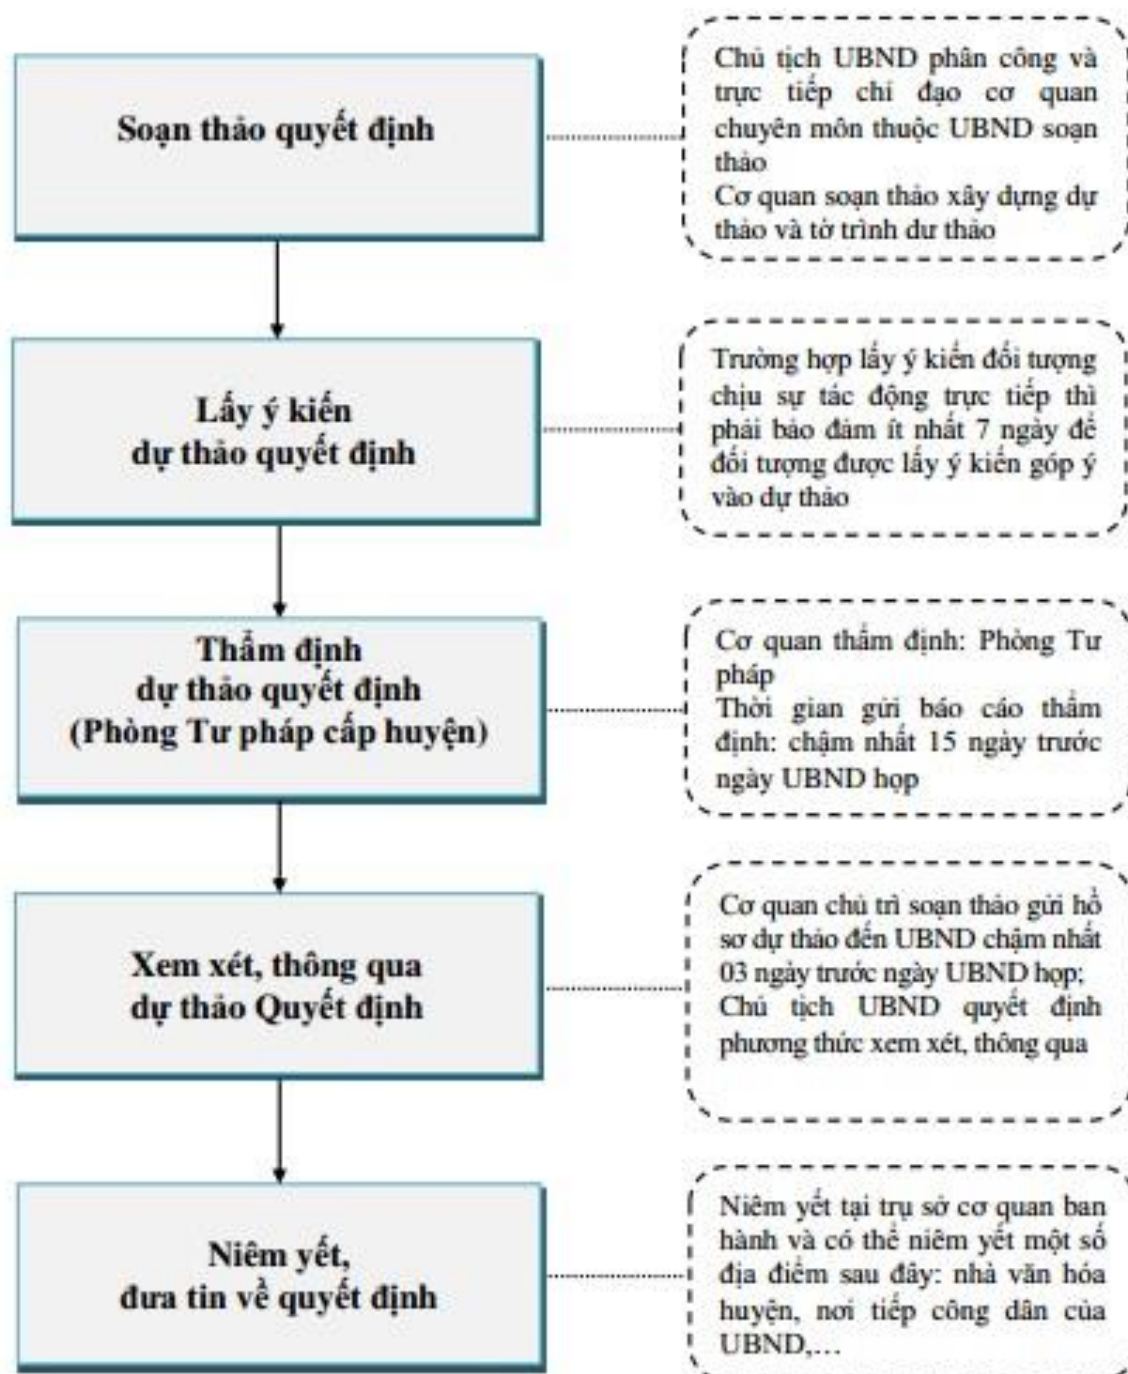 Soạn thảo quyết định
Chủ tịch UBND phân công và
trực tiếp chỉ đạo cơ quan
chuyên môn thuộc UBND soạn
thảo
Cơ quan soạn thảo xây dựng dự
thảo và tờ trình dư thảo
Lấy ý kiến
dự thảo quyết định
Trường hợp lấy ý kiến đối tượng
chịu sự tác động trực tiếp thì
phải bảo đảm ít nhất 7 ngày để
đối tượng được lấy ý kiến góp ý
vào dự thảo
Thẩm định
dự thảo quyết định
(Phòng Tư pháp cấp huyện)
Cơ quan thẩm định: Phòng Tư
pháp
Thời gian gửi báo cáo thẩm
định: chậm nhất 15 ngày trước
ngày UBND họp
Xem xét, thông qua
dự thảo Quyết định
Cơ quan chủ trì soạn thảo gửi hồ
sơ dự thảo đến UBND chậm nhất
03 ngày trước ngày UBND họp;
Chủ tịch UBND quyết định
phương thức xem xét, thông qua
Niêm yết,
đưa tin về quyết định
Niêm yết tại trụ sở cơ quan ban
hành và có thể niêm yết một số
địa điểm sau đây: nhà văn hóa
huyện, nơi tiếp công dân của
UBND,…